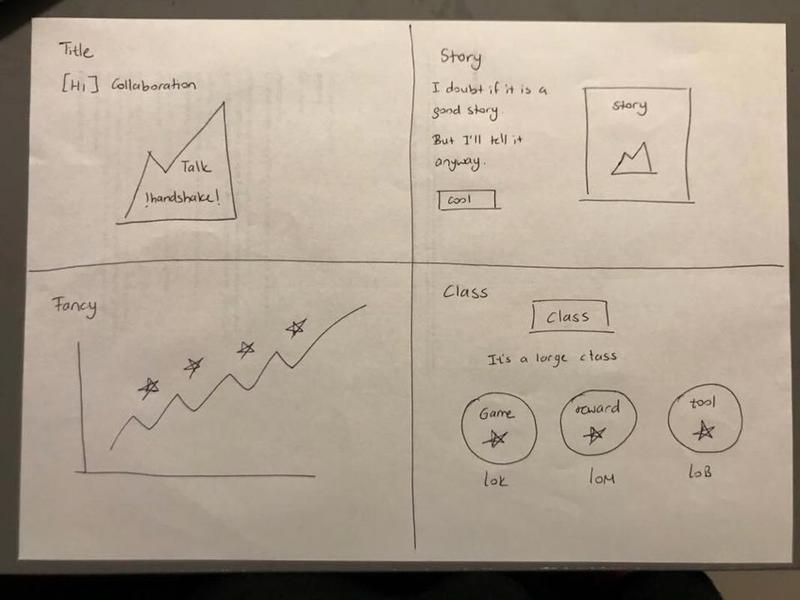 Title
[Hi] Collaboration
Talk
!handshake!
Story
I doubt if it is a
good story.
But I'll tell it
anyway.
cool
story
Fancy
Class
Class
It's a large class
Game
reward
tool
10K
10M
10B